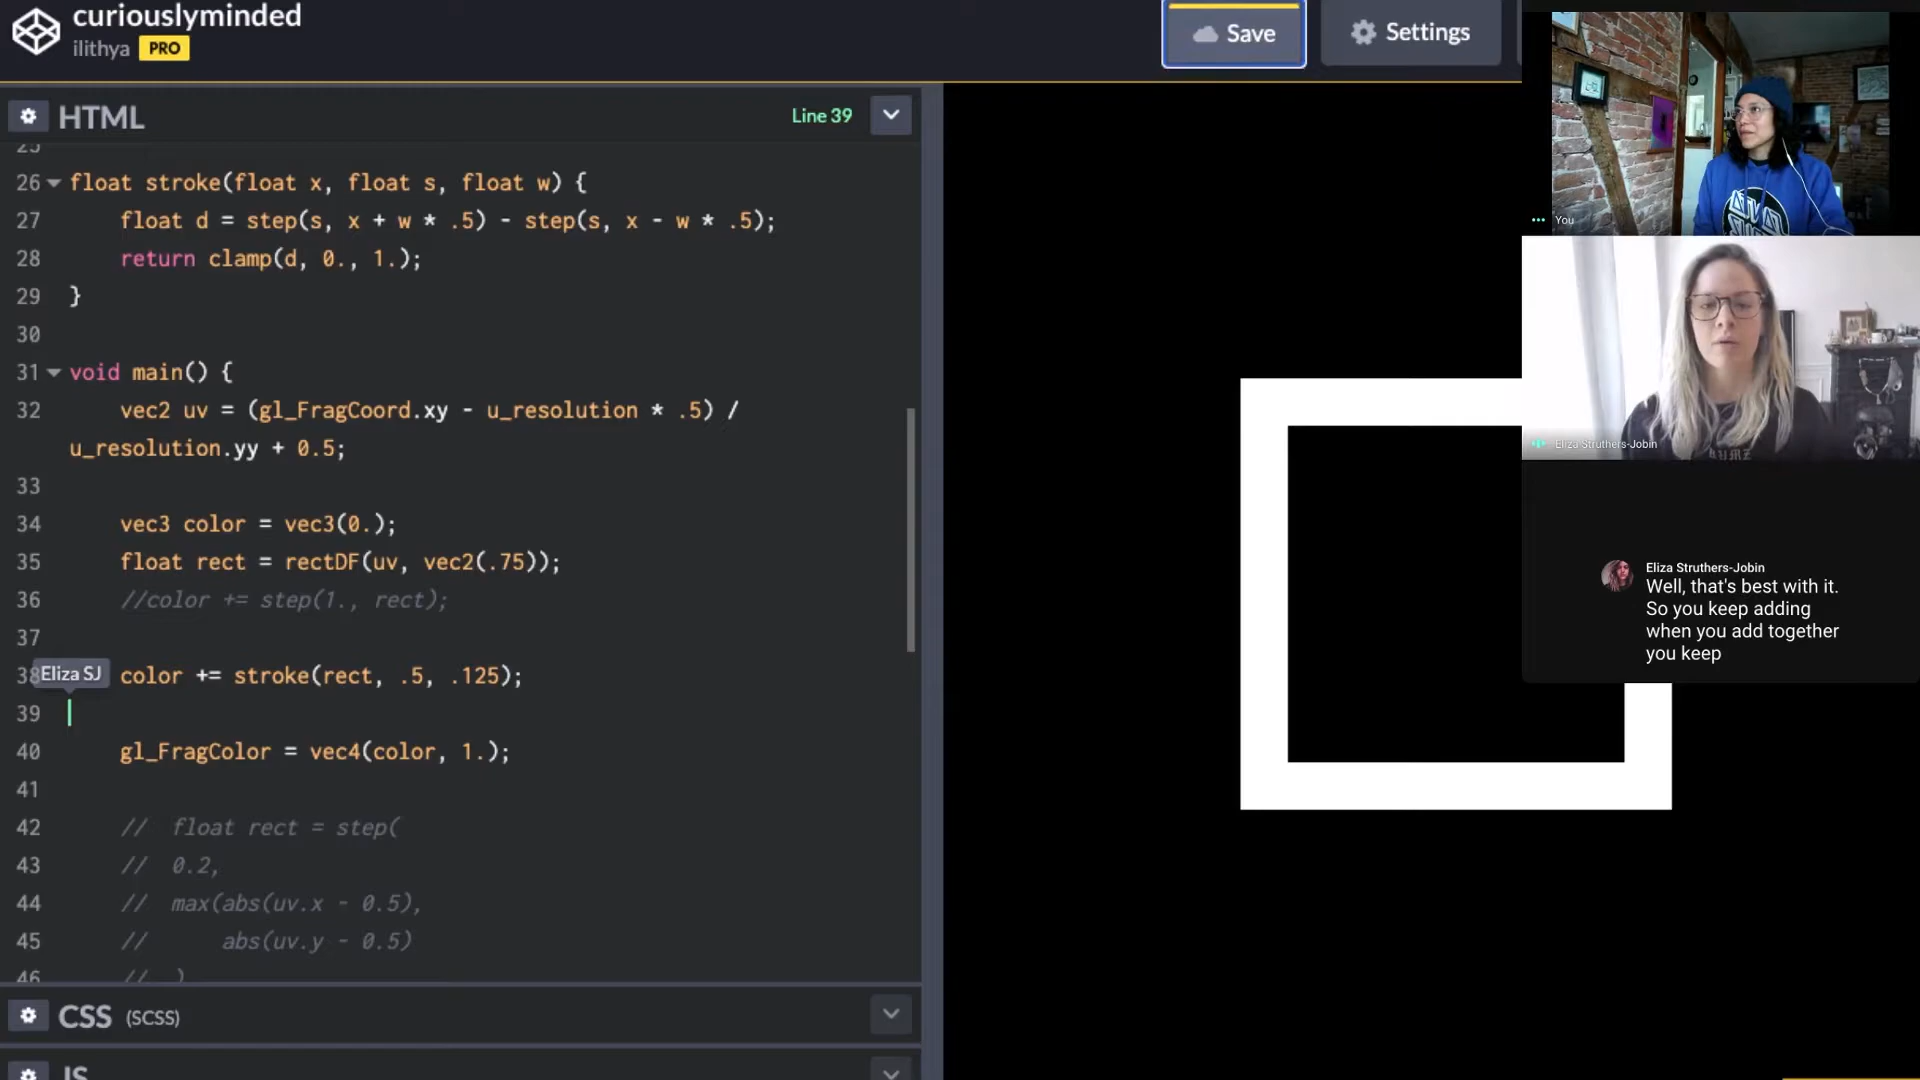 curiouslyminded
ilithya PRO
Save
Settings
HTML
Line 39
25
26 float stroke(float x, float s, float w) {
27 float d = step(s, x + w * .5) - step(s, x - w * .5);
28 return clamp(d, 0., 1.);
29 }
30
31 void main() {
32 vec2 uv = (gl_FragCoord.xy - u_resolution * .5) /
u_resolution.yy + 0.5;
33
34 vec3 color = vec3(0.);
35 float rect = rectDF(uv, vec2(.75));
36 //color += step(1., rect);
37
38 color += stroke(rect, .5, .125);
Eliza SJ
39
40 gl_FragColor = vec4(color, 1.);
41
42 // float rect = step(
43 // 0.2,
44 // max(abs(uv.x - 0.5),
45 // abs(uv.y - 0.5)
46 // )
CSS (SCSS)
JS
You
Eliza Struthers-Jobin
Eliza Struthers-Jobin
Well, that's best with it.
So you keep adding
when you add together
you keep